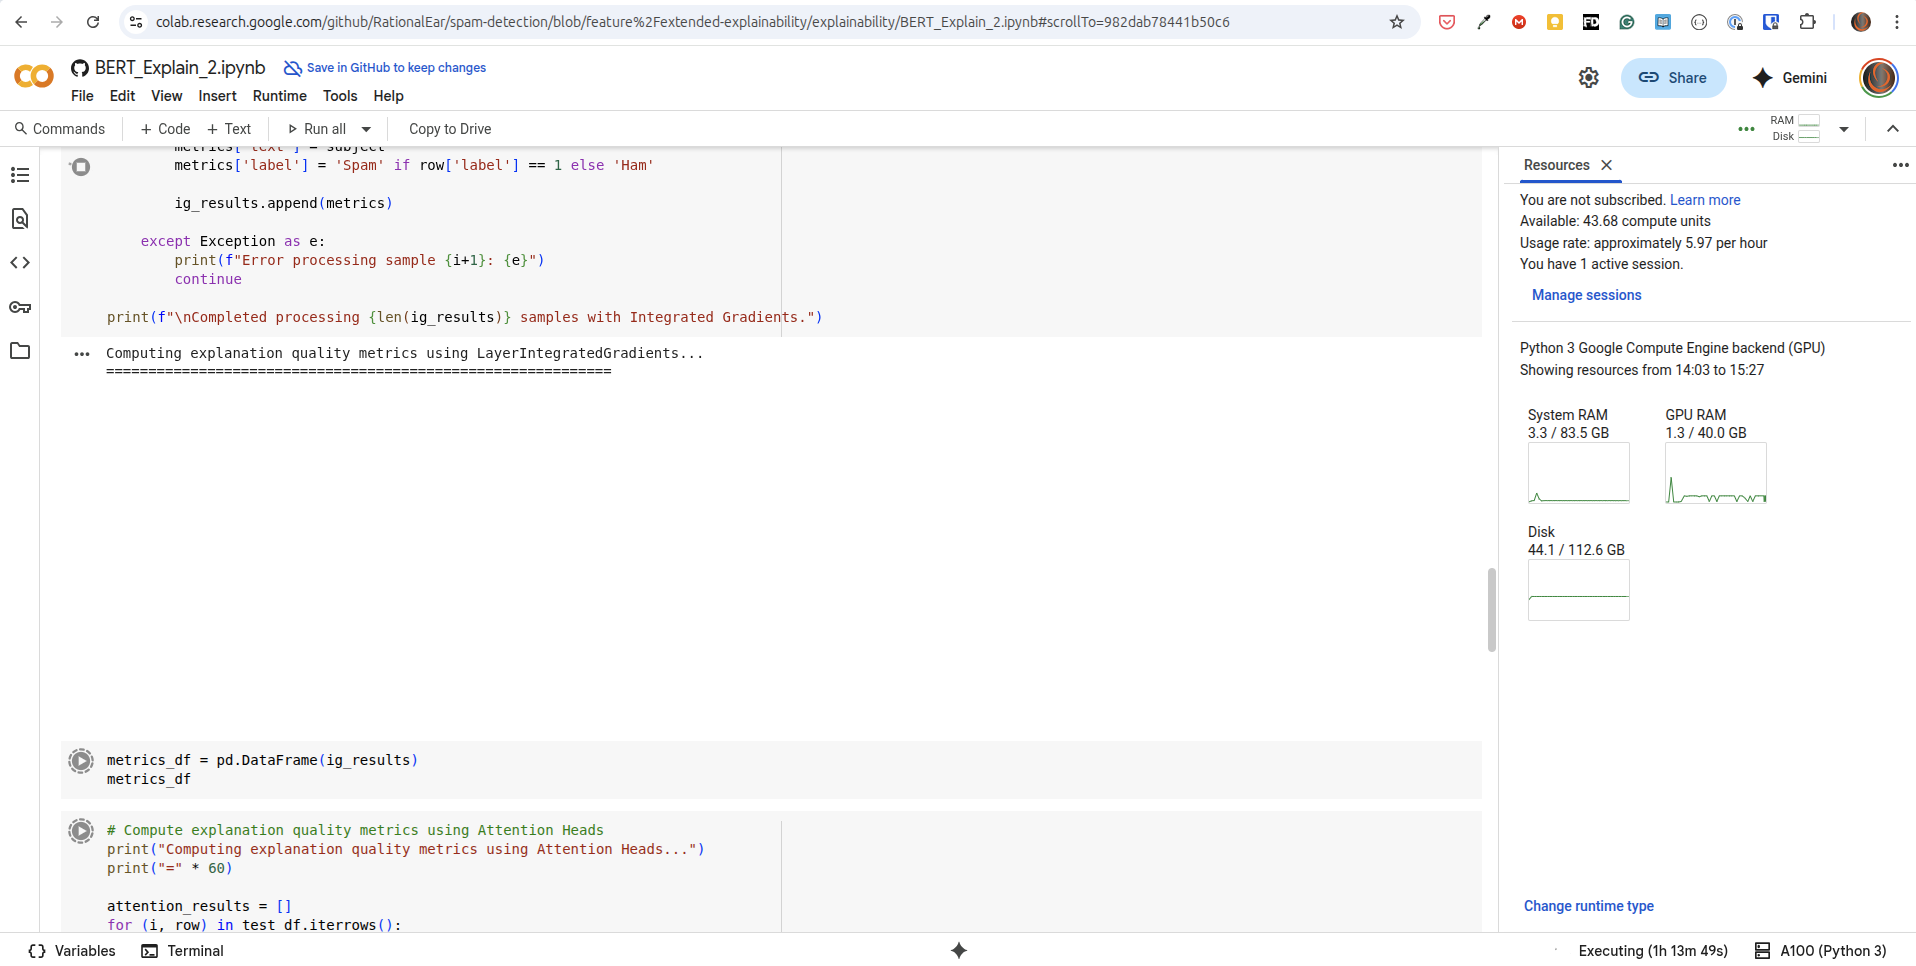 colab.research.google.com/github/RationalEar/spam-detection/blob/feature%2Fextended-explainability/explainability/BERT_Explain_2.ipynb#scrollTo=982dab78441b50c6
BERT_Explain_2.ipynb
Save in GitHub to keep changes
Share
Gemini
File Edit View Insert Runtime Tools Help
Commands
+ Code
+ Text
Run all
Copy to Drive
RAM
Disk
metrics['text'] = subject
metrics['label'] = 'Spam' if row['label'] == 1 else 'Ham'
ig_results.append(metrics)
except Exception as e:
print(f"Error processing sample {i+1}: {e}")
continue
print(f"\nCompleted processing {len(ig_results)} samples with Integrated Gradients.")
Computing explanation quality metrics using LayerIntegratedGradients...
============================================================
metrics_df = pd.DataFrame(ig_results)
metrics_df
# Compute explanation quality metrics using Attention Heads
print("Computing explanation quality metrics using Attention Heads...")
print("=" * 60)
attention_results = []
for (i, row) in test_df.iterrows():
Resources
You are not subscribed. Learn more
Available: 43.68 compute units
Usage rate: approximately 5.97 per hour
You have 1 active session.
Manage sessions
Python 3 Google Compute Engine backend (GPU)
Showing resources from 14:03 to 15:27
System RAM
3.3 / 83.5 GB
GPU RAM
1.3 / 40.0 GB
Disk
44.1 / 112.6 GB
Change runtime type
Variables
Terminal
Executing (1h 13m 49s)
A100 (Python 3)